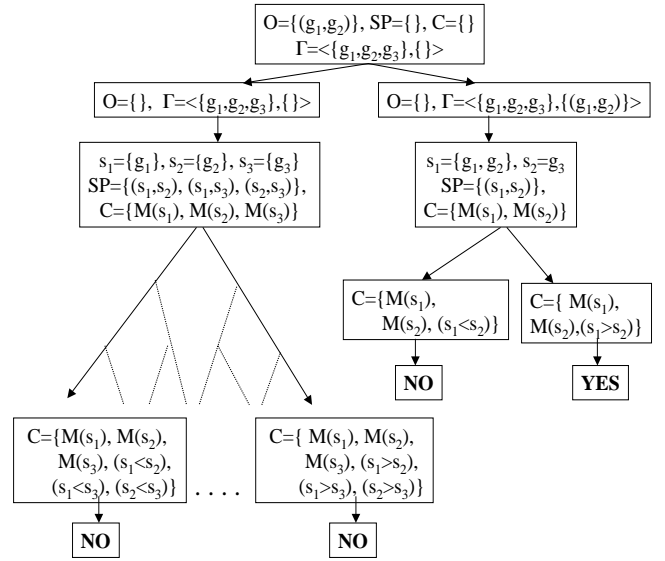 O={(g₁,g₂)}, SP={}, C={}
Γ=<{g₁,g₂,g₃},{}>
O={}, Γ=<{g₁,g₂,g₃},{}>
O={}, Γ=<{g₁,g₂,g₃},{(g₁,g₂)}>
s₁={g₁}, s₂={g₂}, s₃={g₃}
SP={(s₁,s₂), (s₁,s₃), (s₂,s₃)},
C={M(s₁), M(s₂), M(s₃)}
s₁={g₁, g₂}, s₂=g₃
SP={(s₁,s₂)},
C={M(s₁), M(s₂)}
C={M(s₁),
M(s₂), (s₁<s₂)}
C={ M(s₁),
M(s₂),(s₁>s₂)}
NO
YES
C={M(s₁), M(s₂),
M(s₃), (s₁<s₂),
(s₁<s₃), (s₂<s₃)}
. . . .
C={ M(s₁), M(s₂),
M(s₃), (s₁>s₂),
(s₁>s₃), (s₂>s₃)}
NO
NO